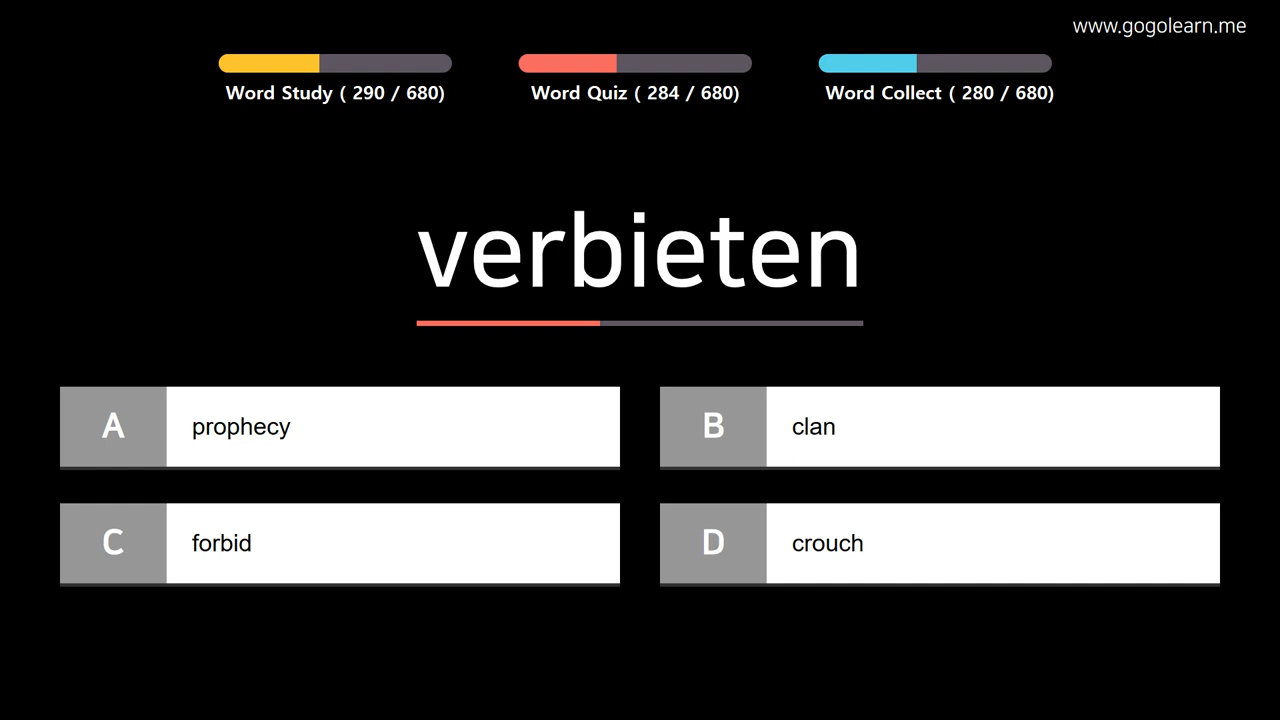 www.gogolearn.me
Word Study ( 290 / 680)
Word Quiz ( 284 / 680)
Word Collect ( 280 / 680)
verbieten
A
prophecy
B
clan
C
forbid
D
crouch